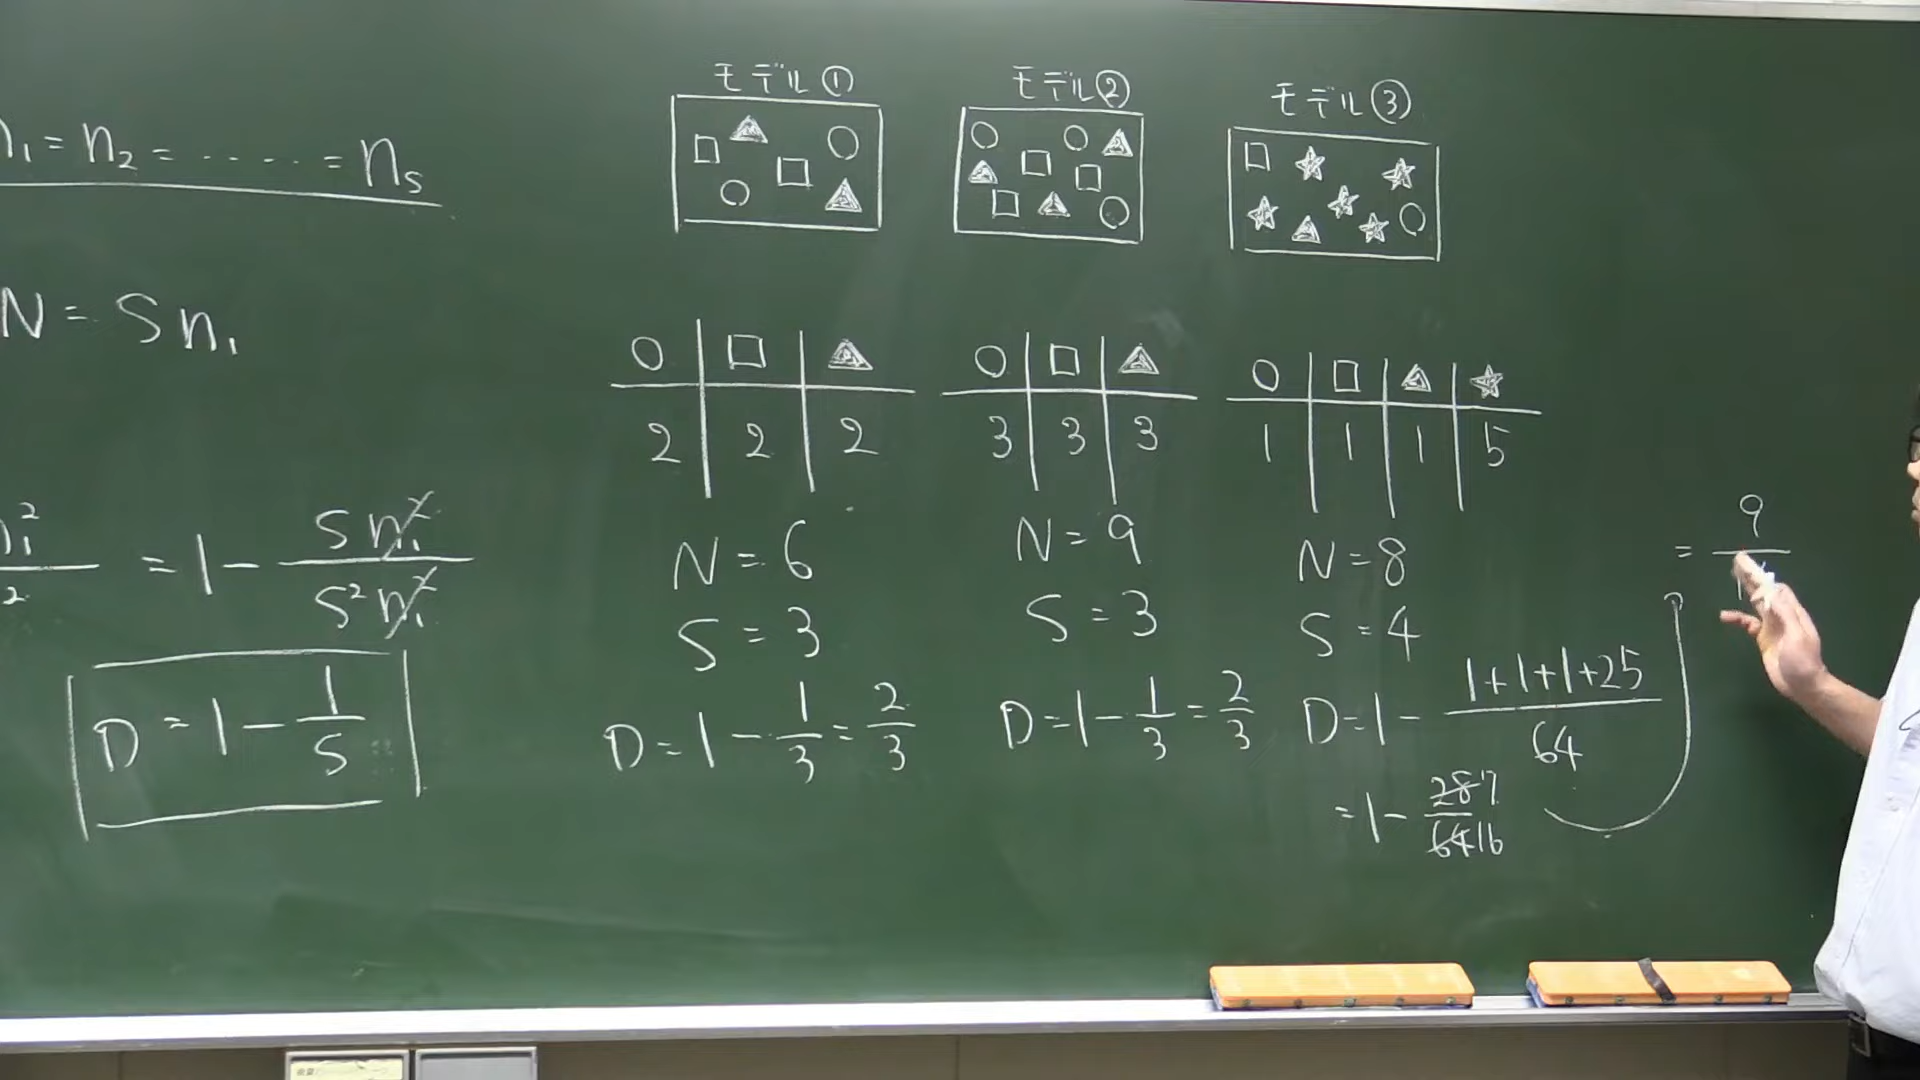 n₁ = n₂ = ・・・・・ = nₛ
N = Sn₁
= 1 - Sn₁² / S²n₁²
D = 1 - 1/S
モデル①
○ □ △
2 2 2
N = 6
S = 3
D = 1 - 1/3 = 2/3
モデル②
○ □ △
3 3 3
N = 9
S = 3
D = 1 - 1/3 = 2/3
モデル③
○ □ △ ☆
1 1 1 5
N = 8
S = 4
D = 1 - (1+1+1+25) / 64
= 1 - 28 7 / 64 16
= 9